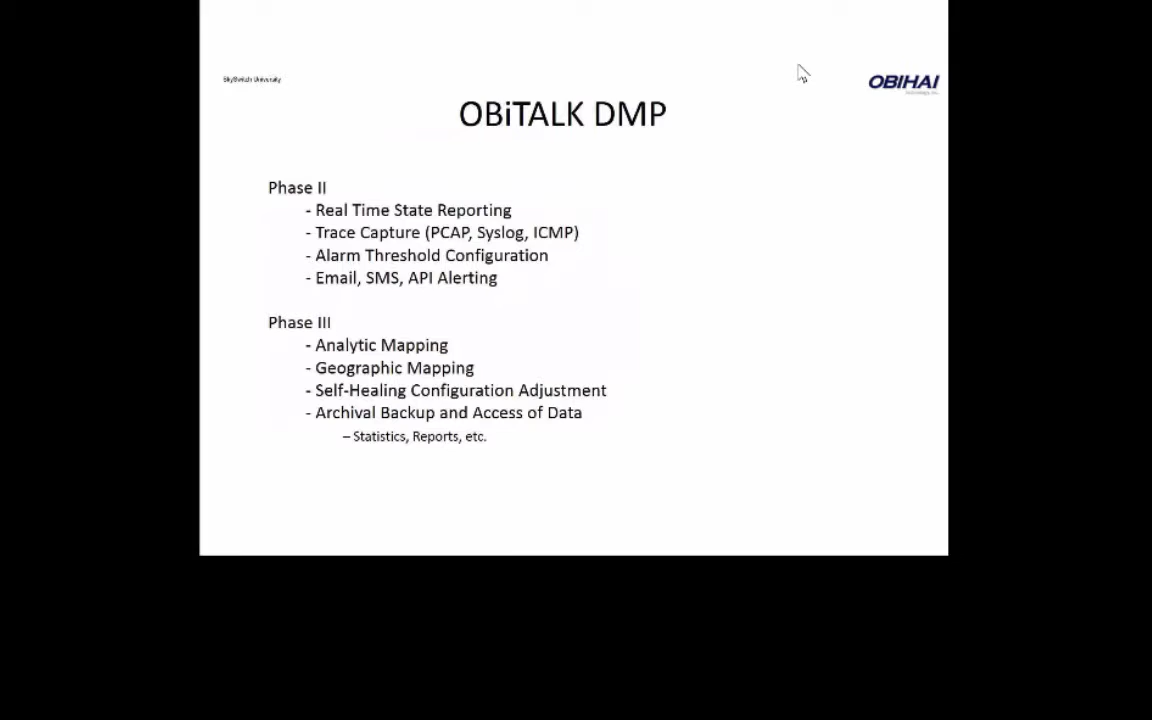 SkySwitch University
OBIHAI
OBiTALK DMP
Phase II
- Real Time State Reporting
- Trace Capture (PCAP, Syslog, ICMP)
- Alarm Threshold Configuration
- Email, SMS, API Alerting
Phase III
- Analytic Mapping
- Geographic Mapping
- Self-Healing Configuration Adjustment
- Archival Backup and Access of Data
– Statistics, Reports, etc.